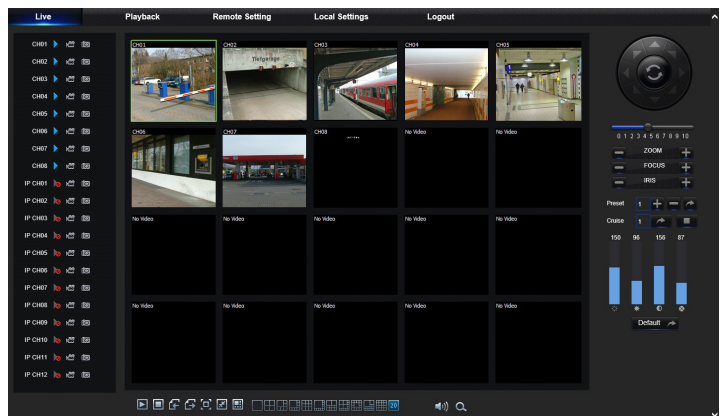 Live Playback Remote Setting Local Settings Logout
CH01
CH02
CH03
CH04
CH05
CH06
CH07
CH08
IP CH01
IP CH02
IP CH03
IP CH04
IP CH05
IP CH06
IP CH07
IP CH08
IP CH09
IP CH10
IP CH11
IP CH12
CH01 CH02 CH03 CH04 CH05
Tiefgarage
1
CH06 CH07 CH08 No Video No Video
No Video No Video No Video No Video No Video
No Video No Video No Video No Video No Video
20
0 1 2 3 4 5 6 7 8 9 10
ZOOM
FOCUS
IRIS
Preset 1
Cruise 1
150 96 156 87
Default